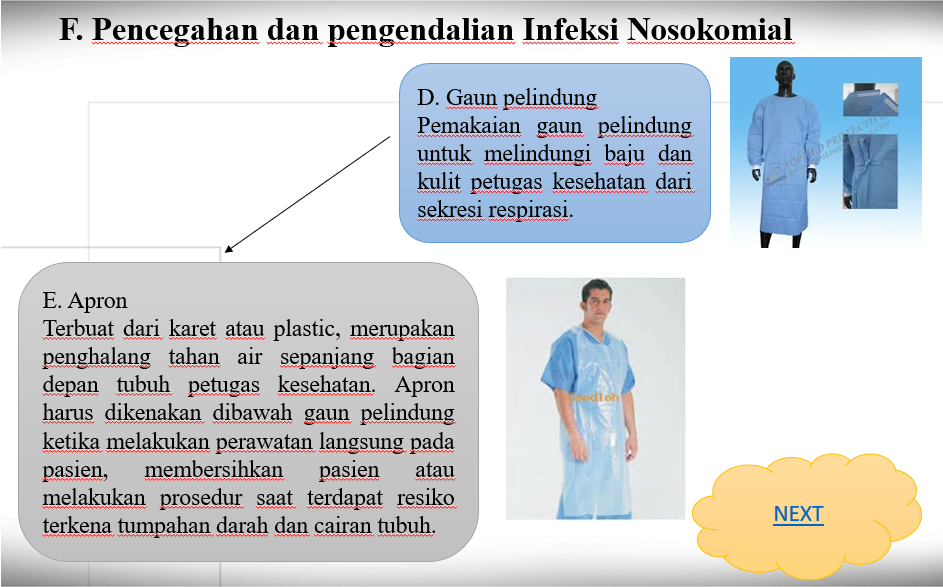 F. Pencegahan dan pengendalian Infeksi Nosokomial
D. Gaun pelindung
Pemakaian gaun pelindung
untuk melindungi baju dan
kulit petugas kesehatan dari
sekresi respirasi.
E. Apron
Terbuat dari karet atau plastic, merupakan
penghalang tahan air sepanjang bagian
depan tubuh petugas kesehatan. Apron
harus dikenakan dibawah gaun pelindung
ketika melakukan perawatan langsung pada
pasien, membersihkan pasien atau
melakukan prosedur saat terdapat resiko
terkena tumpahan darah dan cairan tubuh.
NEXT